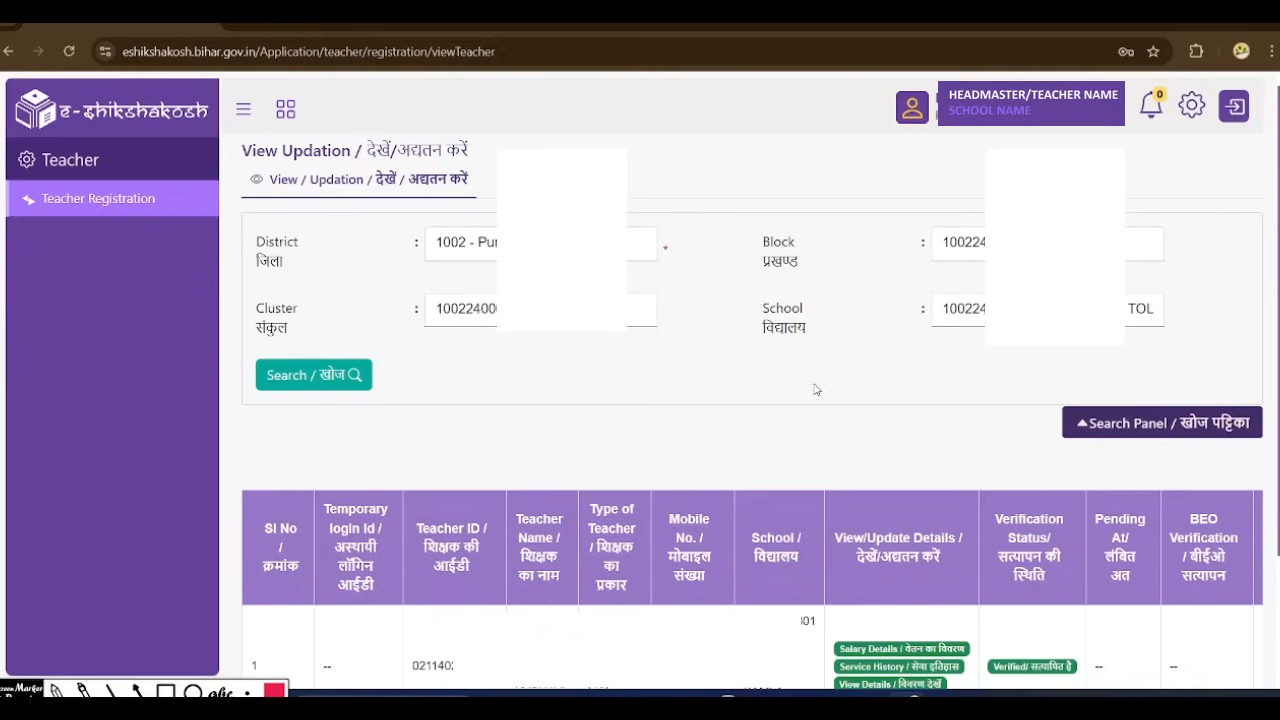 eshikshakosh.bihar.gov.in/Application/teacher/registration/viewTeacher
e-shikshakosh
HEADMASTER/TEACHER NAME
SCHOOL NAME
0
Teacher
Teacher Registration
View Updation / देखें/अद्यतन करें
View / Updation / देखें / अद्यतन करें
District
जिला
:
1002 - Pur
*
Block
प्रखण्ड
:
100224
Cluster
संकुल
:
10022400
School
विद्यालय
:
100224
TOL
Search / खोज
Search Panel / खोज पट्टिका
Sl No
/
क्रमांक
Temporary
login Id /
अस्थायी
लॉगिन
आईडी
Teacher ID /
शिक्षक की
आईडी
Teacher
Name /
शिक्षक
का नाम
Type of
Teacher
/ शिक्षक
का
प्रकार
Mobile
No. /
मोबाइल
संख्या
School /
विद्यालय
View/Update Details /
देखें/अद्यतन करें
Verification
Status/
सत्यापन की
स्थिति
Pending
At/
लंबित
अत
BEO
Verification
/ बीईओ
सत्यापन
1
--
021140
01
Salary Details / वेतन का विवरण
Service History / सेवा इतिहास
View Details / विवरण देखें
Verified/ सत्यापित है
--
--
Screen Marker
abc